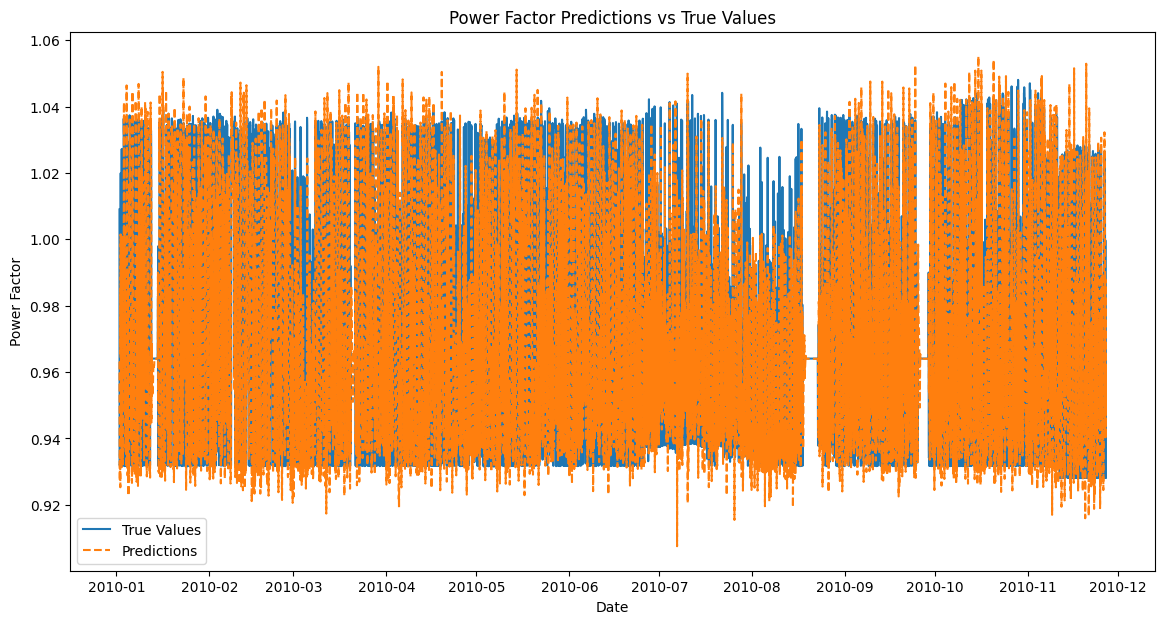 Power Factor Predictions vs True Values
1.06
1.04
1.02
1.00
0.98
0.96
0.94
0.92
Power Factor
True Values
Predictions
2010-01 2010-02 2010-03 2010-04 2010-05 2010-06 2010-07 2010-08 2010-09 2010-10 2010-11 2010-12
Date